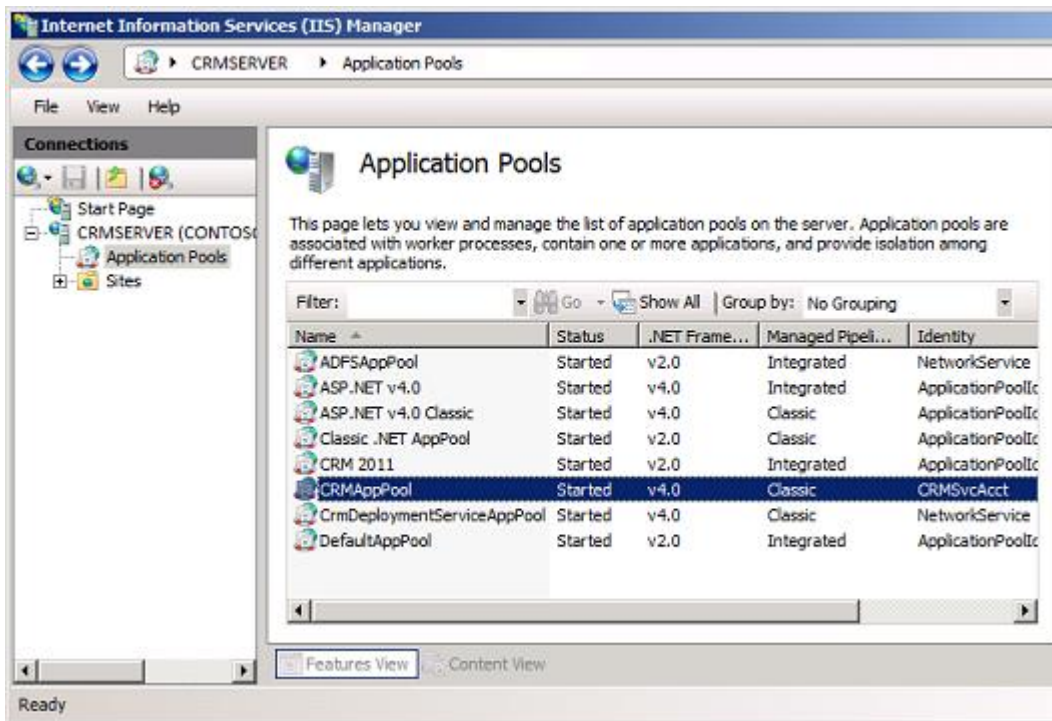 Internet Information Services (IIS) Manager
CRMSERVER Application Pools
File View Help
Connections
Start Page
CRMSERVER (CONTOSO
Application Pools
Sites
Application Pools
This page lets you view and manage the list of application pools on the server. Application pools are
associated with worker processes, contain one or more applications, and provide isolation among
different applications.
Filter: Go Show All Group by: No Grouping
Name Status .NET Frame... Managed Pipeli... Identity
ADFSAppPool Started v2.0 Integrated NetworkService
ASP.NET v4.0 Started v4.0 Integrated ApplicationPoolId
ASP.NET v4.0 Classic Started v4.0 Classic ApplicationPoolId
Classic .NET AppPool Started v2.0 Classic ApplicationPoolId
CRM 2011 Started v2.0 Integrated ApplicationPoolId
CRMAppPool Started v4.0 Classic CRMSvcAcct
CrmDeploymentServiceAppPool Started v4.0 Classic NetworkService
DefaultAppPool Started v2.0 Integrated ApplicationPoolId
Features View Content View
Ready